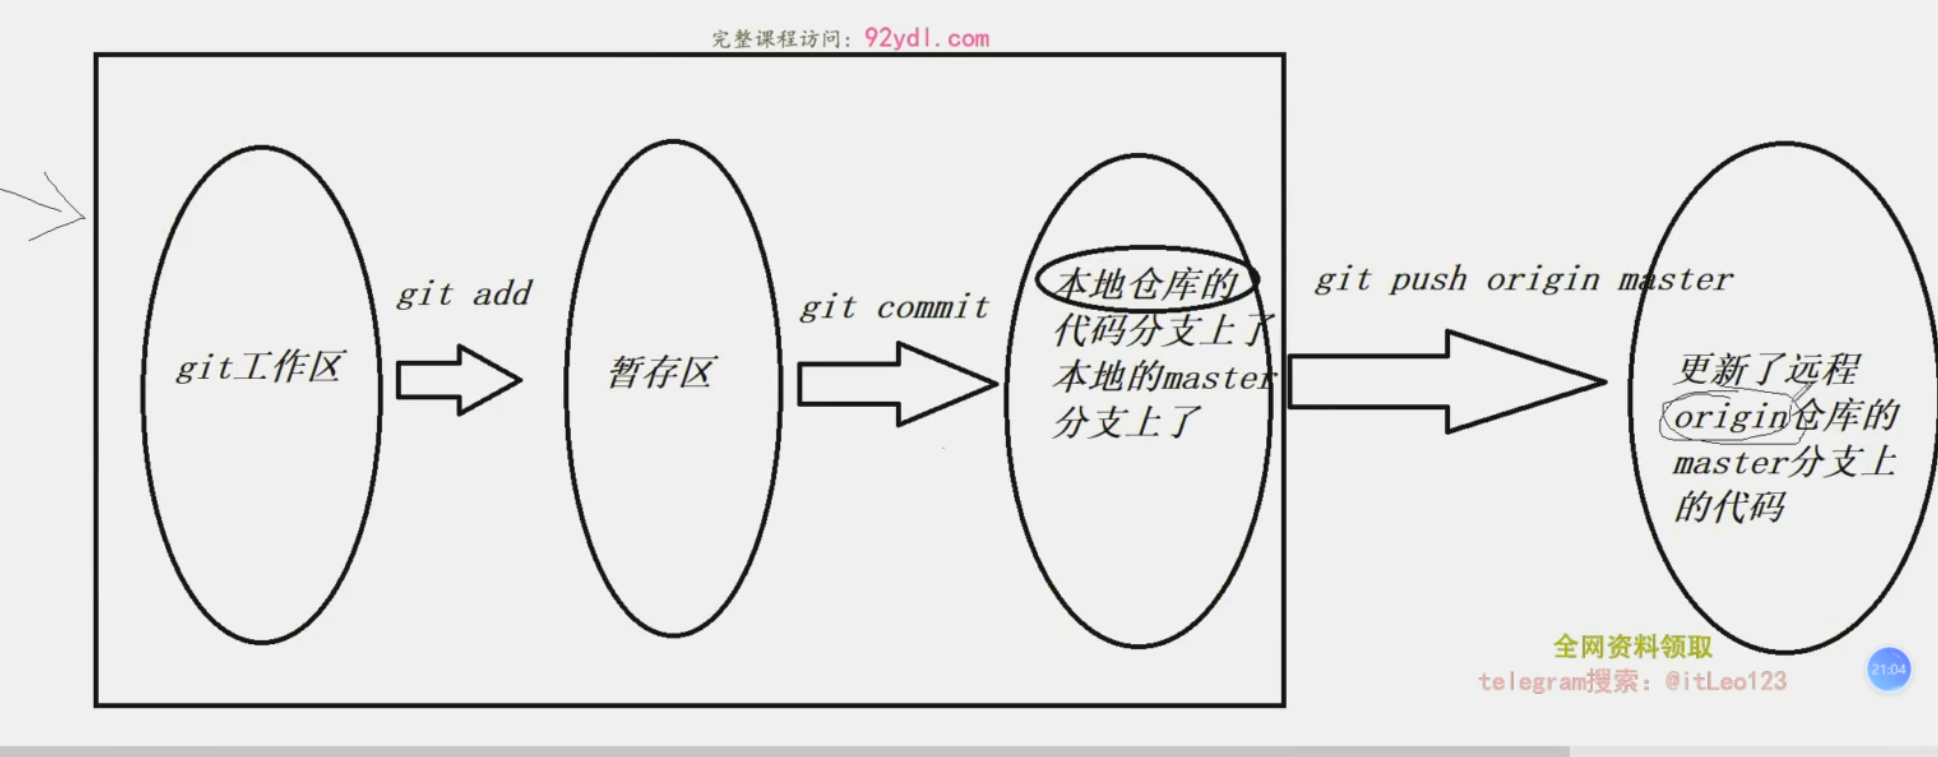 完整课程访问：92ydl.com
git工作区
git add
暂存区
git commit
本地仓库的
代码分支上了
本地的master
分支上了
git push origin master
更新了远程
origin仓库的
master分支上
的代码
全网资料领取
telegram搜索：@itLeo123
21:04